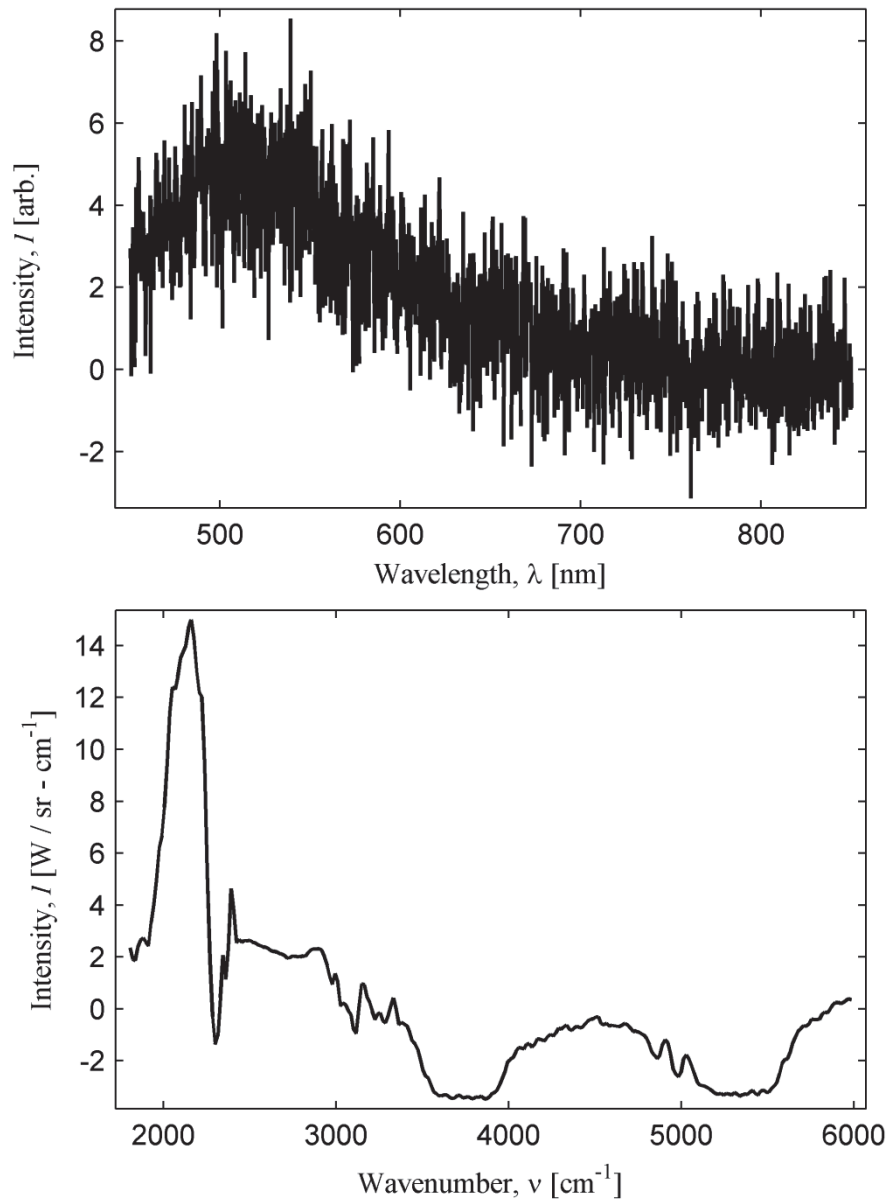 8
6
4
2
0
-2
Intensity, I [arb.]
500 600 700 800
Wavelength, λ [nm]
14
12
10
8
6
4
2
0
-2
Intensity, I [W / sr - cm⁻¹]
2000 3000 4000 5000 6000
Wavenumber, ν [cm⁻¹]